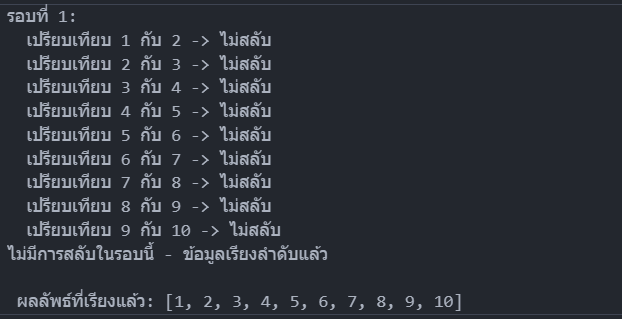 รอบที่ 1:
เปรียบเทียบ 1 กับ 2 -> ไม่สลับ
เปรียบเทียบ 2 กับ 3 -> ไม่สลับ
เปรียบเทียบ 3 กับ 4 -> ไม่สลับ
เปรียบเทียบ 4 กับ 5 -> ไม่สลับ
เปรียบเทียบ 5 กับ 6 -> ไม่สลับ
เปรียบเทียบ 6 กับ 7 -> ไม่สลับ
เปรียบเทียบ 7 กับ 8 -> ไม่สลับ
เปรียบเทียบ 8 กับ 9 -> ไม่สลับ
เปรียบเทียบ 9 กับ 10 -> ไม่สลับ
ไม่มีการสลับในรอบนี้ - ข้อมูลเรียงลำดับแล้ว
ผลลัพธ์ที่เรียงแล้ว: [1, 2, 3, 4, 5, 6, 7, 8, 9, 10]